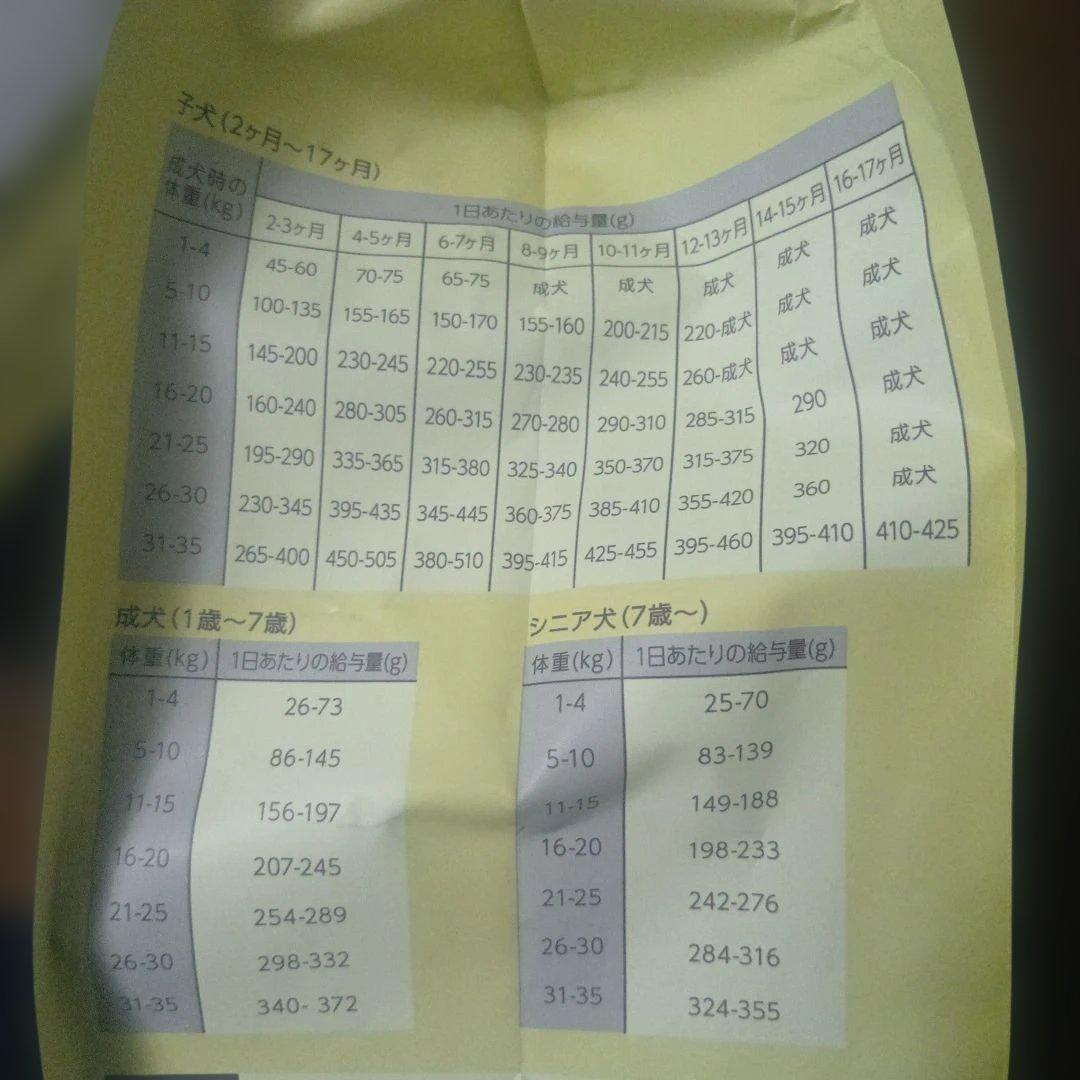 子犬(2ヶ月～17ヶ月)
成犬時の体重(kg) 1日あたりの給与量(g)
2-3ヶ月 4-5ヶ月 6-7ヶ月 8-9ヶ月 10-11ヶ月 12-13ヶ月 14-15ヶ月 16-17ヶ月
1-4 45-60 70-75 65-75 成犬 成犬 成犬 成犬 成犬
5-10 100-135 155-165 150-170 155-160 200-215 220-成犬 成犬 成犬
11-15 145-200 230-245 220-255 230-235 240-255 260-成犬 成犬 成犬
16-20 160-240 280-305 260-315 270-280 290-310 285-315 290 成犬
21-25 195-290 335-365 315-380 325-340 350-370 315-375 320 成犬
26-30 230-345 395-435 345-445 360-375 385-410 355-420 360 成犬
31-35 265-400 450-505 380-510 395-415 425-455 395-460 395-410 410-425
成犬(1歳～7歳)
体重(kg) 1日あたりの給与量(g)
1-4 26-73
5-10 86-145
11-15 156-197
16-20 207-245
21-25 254-289
26-30 298-332
31-35 340-372
シニア犬(7歳～)
体重(kg) 1日あたりの給与量(g)
1-4 25-70
5-10 83-139
11-15 149-188
16-20 198-233
21-25 242-276
26-30 284-316
31-35 324-355